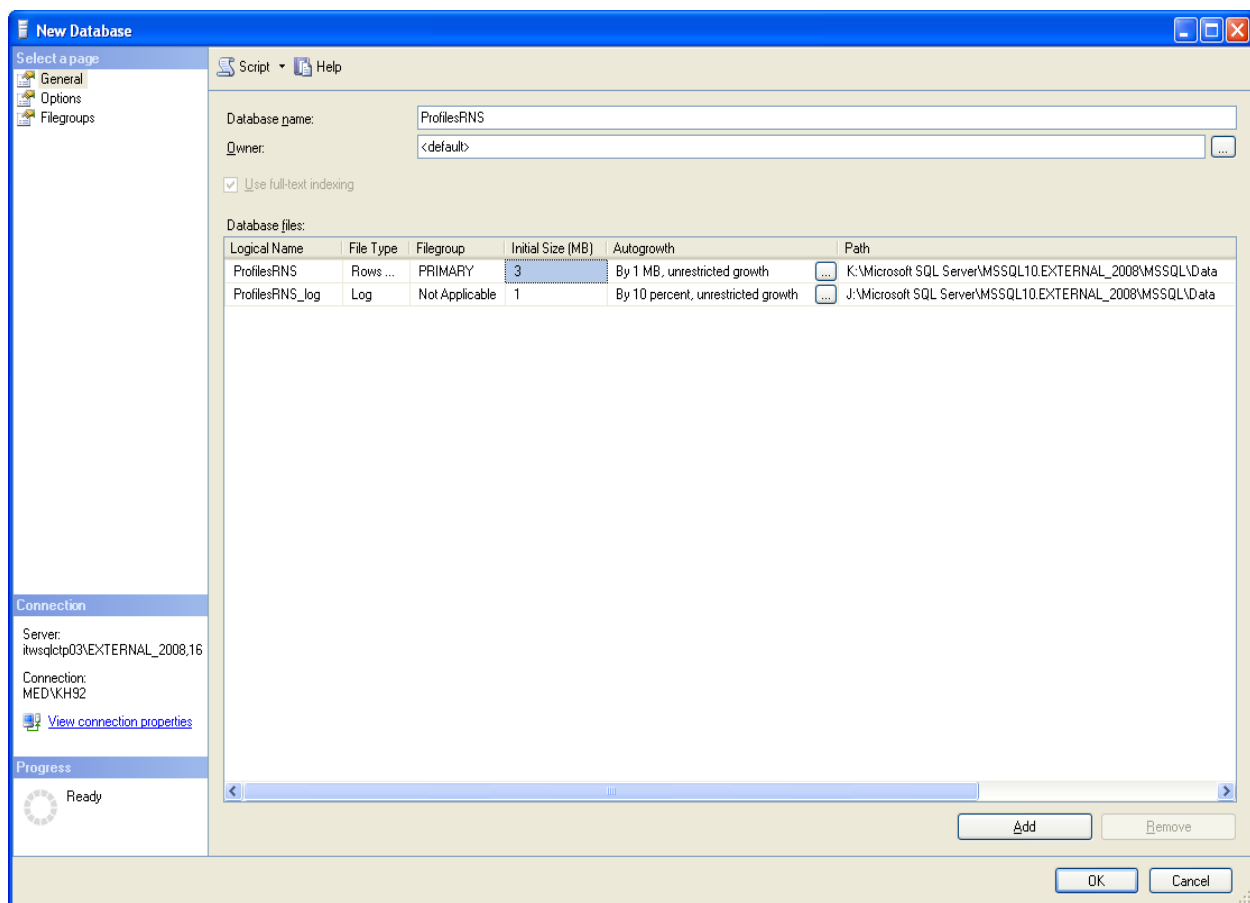 New Database
Select a page
General
Options
Filegroups
Script Help
Database name: ProfilesRNS
Owner: <default> ...
Use full-text indexing
Database files:
Logical Name File Type Filegroup Initial Size (MB) Autogrowth Path
ProfilesRNS Rows ... PRIMARY 3 By 1 MB, unrestricted growth ... K:\Microsoft SQL Server\MSSQL10.EXTERNAL_2008\MSSQL\Data
ProfilesRNS_log Log Not Applicable 1 By 10 percent, unrestricted growth ... J:\Microsoft SQL Server\MSSQL10.EXTERNAL_2008\MSSQL\Data
Connection
Server:
itwsqlctp03\EXTERNAL_2008,16
Connection:
MED\KH92
View connection properties
Progress
Ready
Add Remove
OK Cancel